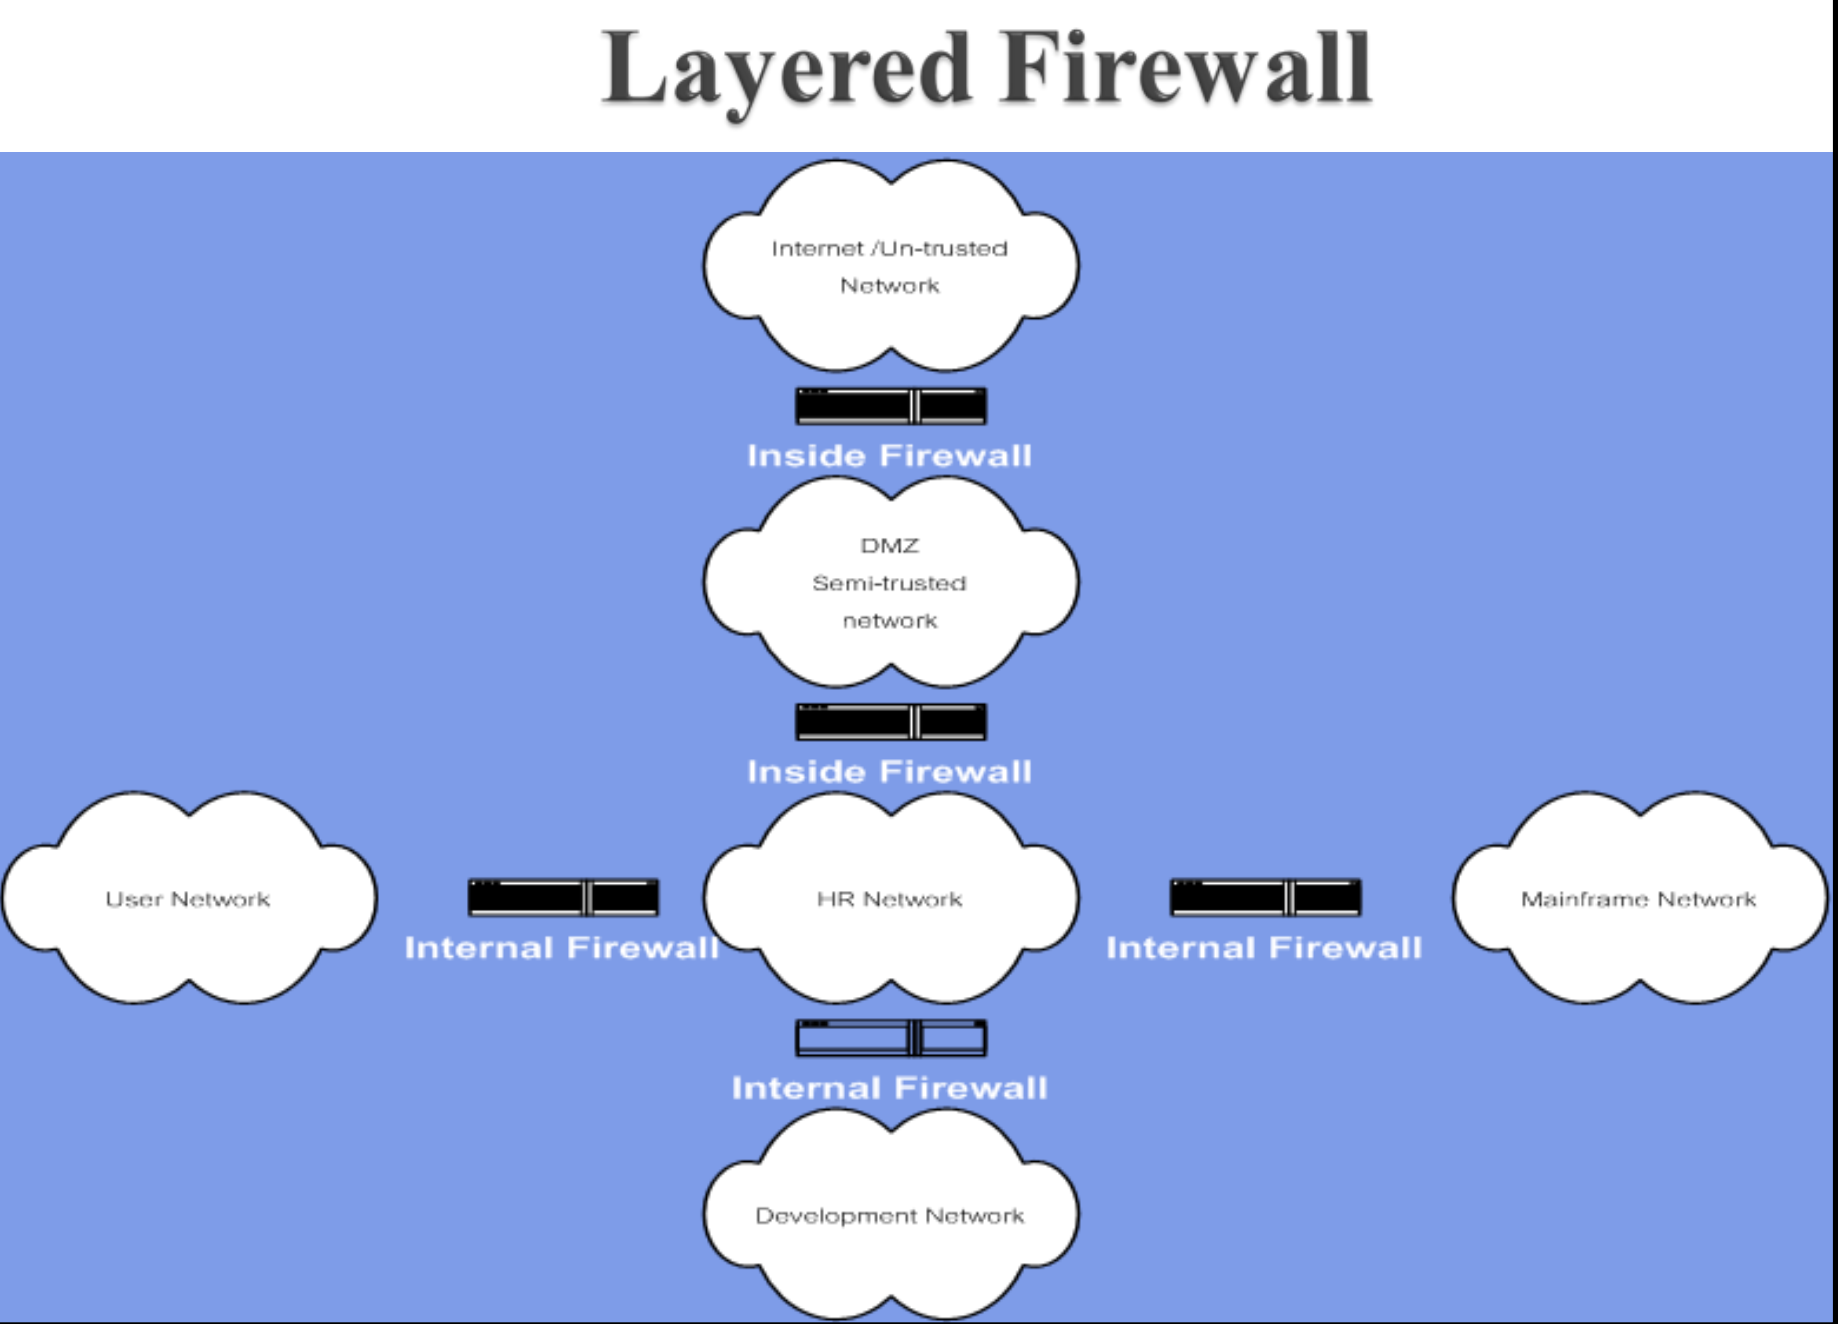 Layered Firewall
Internet /Un-trusted
Network
Inside Firewall
DMZ
Semi-trusted
network
Inside Firewall
User Network
Internal Firewall
HR Network
Internal Firewall
Mainframe Network
Internal Firewall
Development Network